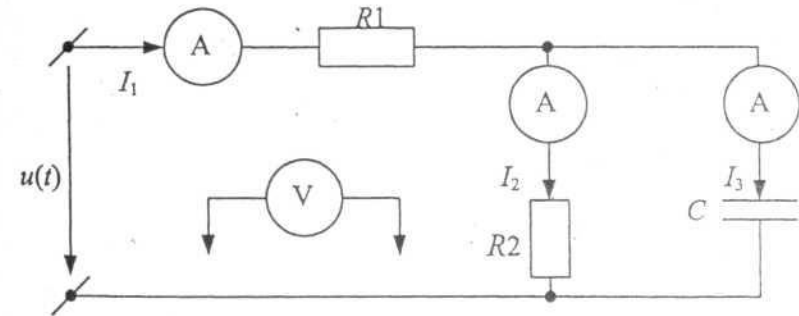 R1
A
I₁
A
A
u(t)
V
I₂
I₃
C
R2